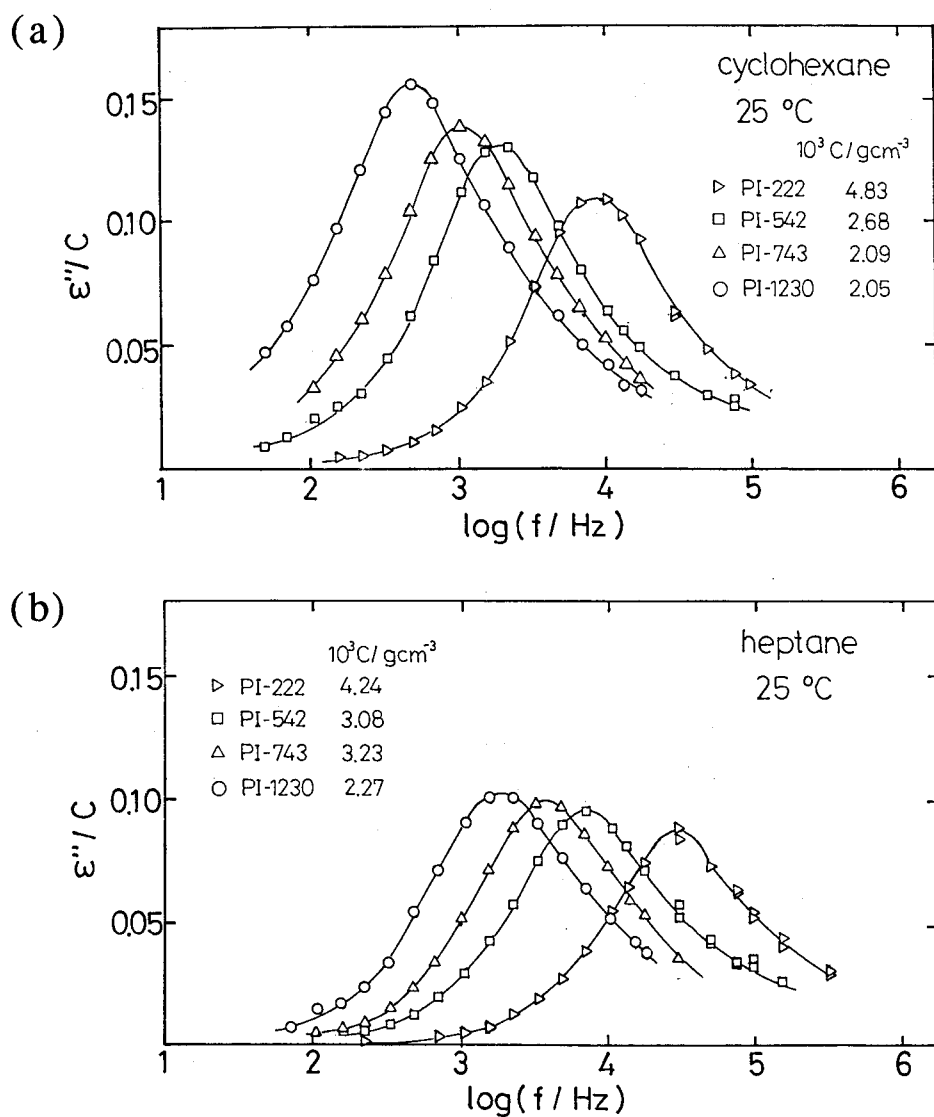 (a)
cyclohexane
25 °C
10³ C/gcm⁻³
▷ PI-222 4.83
□ PI-542 2.68
△ PI-743 2.09
○ PI-1230 2.05
0.15
0.10
0.05
ε''/C
1 2 3 4 5 6
log(f/Hz)
(b)
heptane
25 °C
10³C/gcm⁻³
▷ PI-222 4.24
□ PI-542 3.08
△ PI-743 3.23
○ PI-1230 2.27
0.15
0.10
0.05
ε''/C
1 2 3 4 5 6
log(f/Hz)